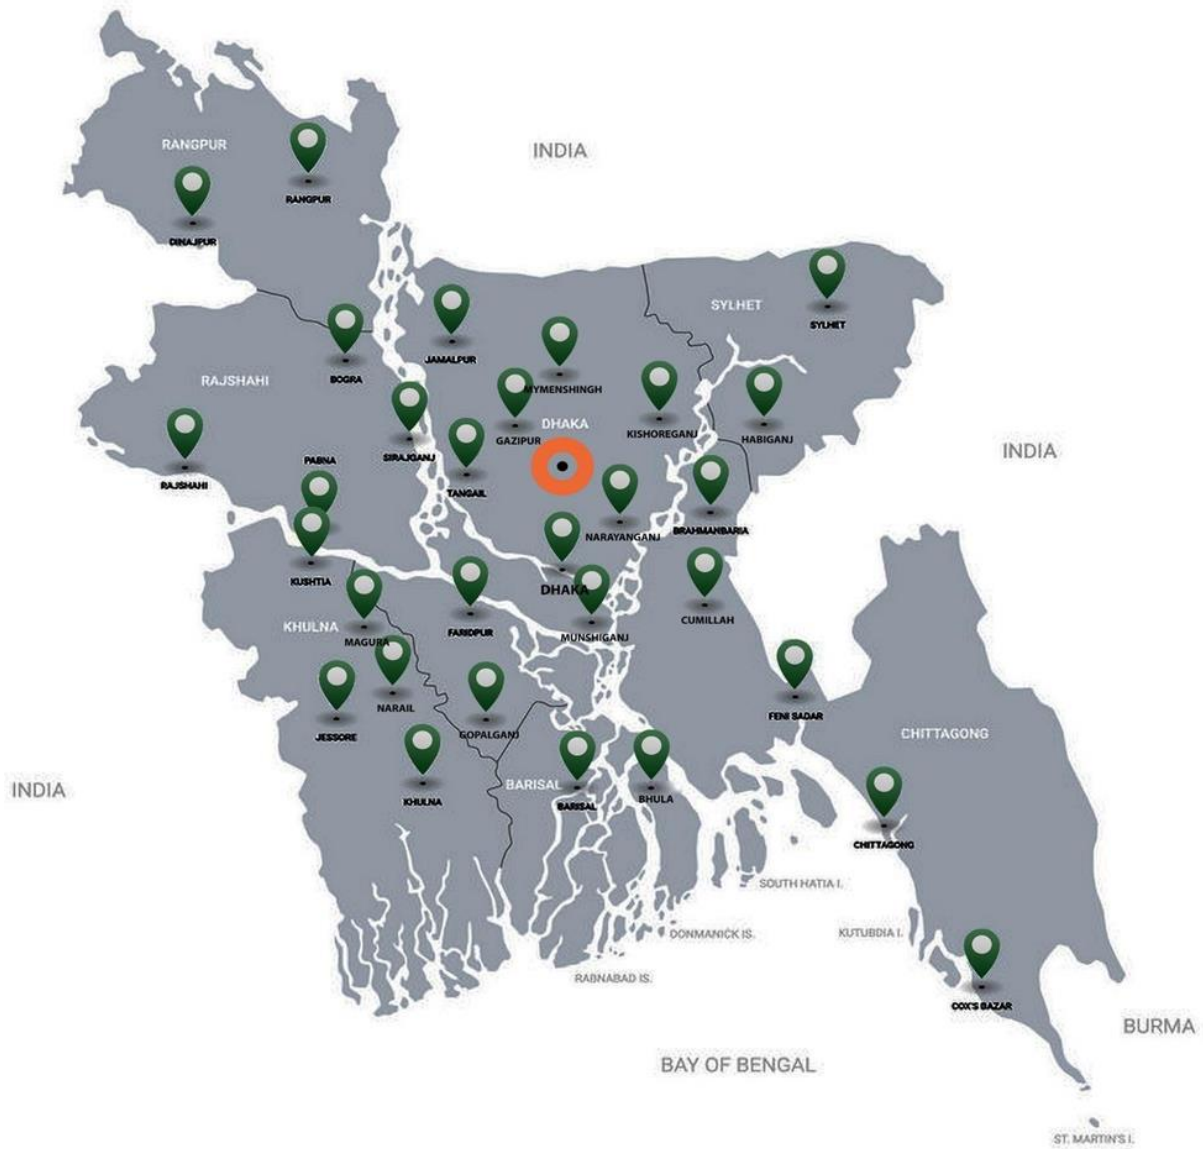 RANGPUR
INDIA
RANGPUR
DINAJPUR
SYLHET
SYLHET
JAMALPUR
BOGRA
RAJSHAHI
MYMENSHINGH
DHAKA
KISHOREGANJ
HABIGANJ
GAZIPUR
INDIA
SIRAJGANJ
PABNA
RAJSHAHI
TANGAIL
BRAHMANBARIA
NARAYANGANJ
KUSHTIA
DHAKA
CUMILLAH
KHULNA
FARIDPUR
MUNSHIGANJ
MAGURA
NARAIL
FENI SADAR
JESSORE
GOPALGANJ
CHITTAGONG
BARISAL
INDIA
KHULNA
BARISAL
BHULA
CHITTAGONG
SOUTH HATIA I.
DONMANICK IS.
KUTUBDIA I.
RABNABAD IS.
COX'S BAZAR
BURMA
BAY OF BENGAL
ST. MARTIN'S I.